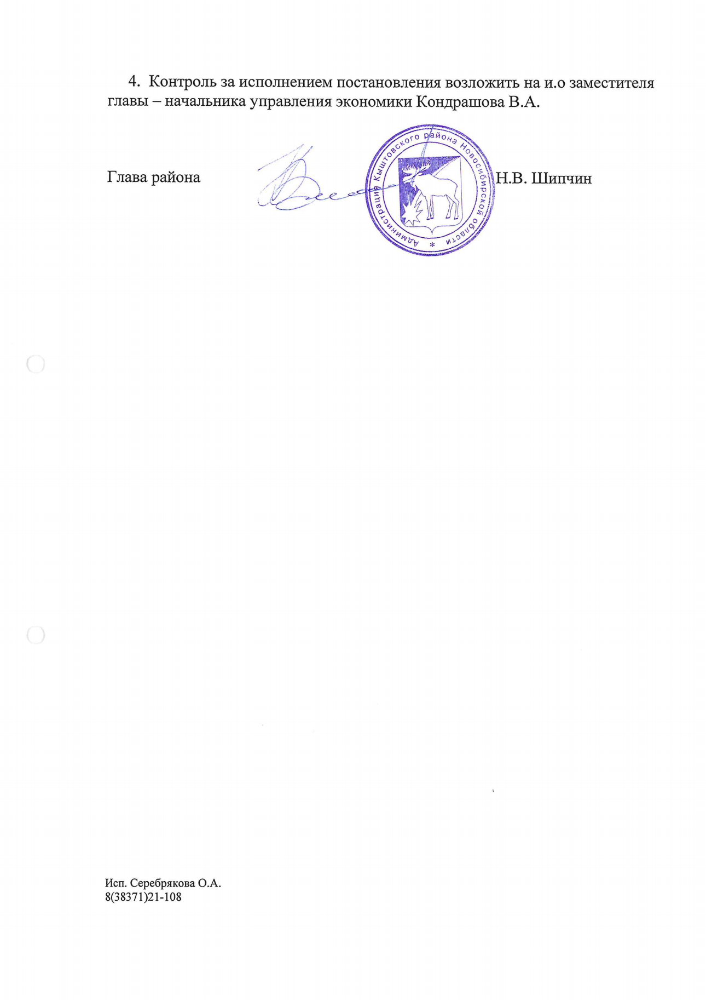 4. Контроль за исполнением постановления возложить на и.о заместителя
главы – начальника управления экономики Кондрашова В.А.
Глава района
Н.В. Шипчин
Администрация Кыштовского района Новосибирской области *
Исп. Серебрякова О.А.
8(38371)21-108